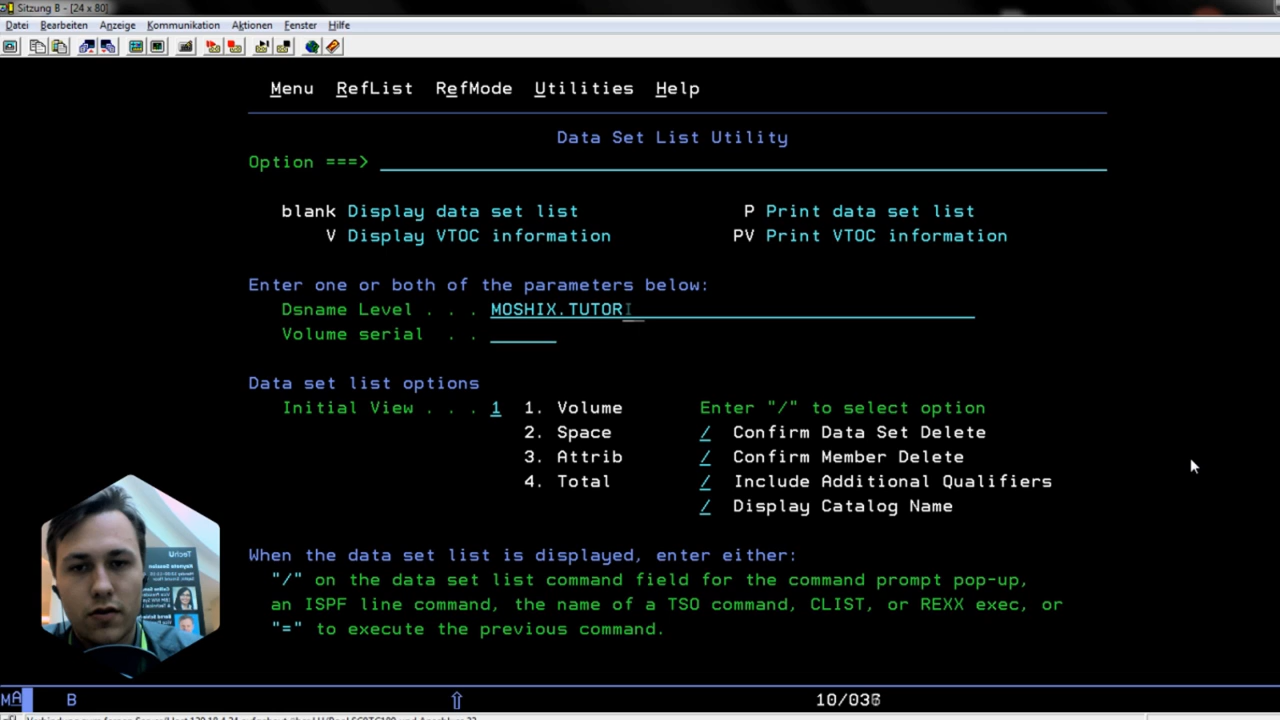 Sitzung B - [24 x 80]
Datei Bearbeiten Anzeige Kommunikation Aktionen Fenster Hilfe
Menu RefList RefMode Utilities Help
Data Set List Utility
Option ===>
blank Display data set list P Print data set list
V Display VTOC information PV Print VTOC information
Enter one or both of the parameters below:
Dsname Level . . . MOSHIX.TUTORI
Volume serial . .
Data set list options
Initial View . . . 1 1. Volume Enter "/" to select option
2. Space / Confirm Data Set Delete
3. Attrib / Confirm Member Delete
4. Total / Include Additional Qualifiers
/ Display Catalog Name
When the data set list is displayed, enter either:
"/" on the data set list command field for the command prompt pop-up,
an ISPF line command, the name of a TSO command, CLIST, or REXX exec, or
"=" to execute the previous command.
TechU
Keynote Session
MA B 10/036